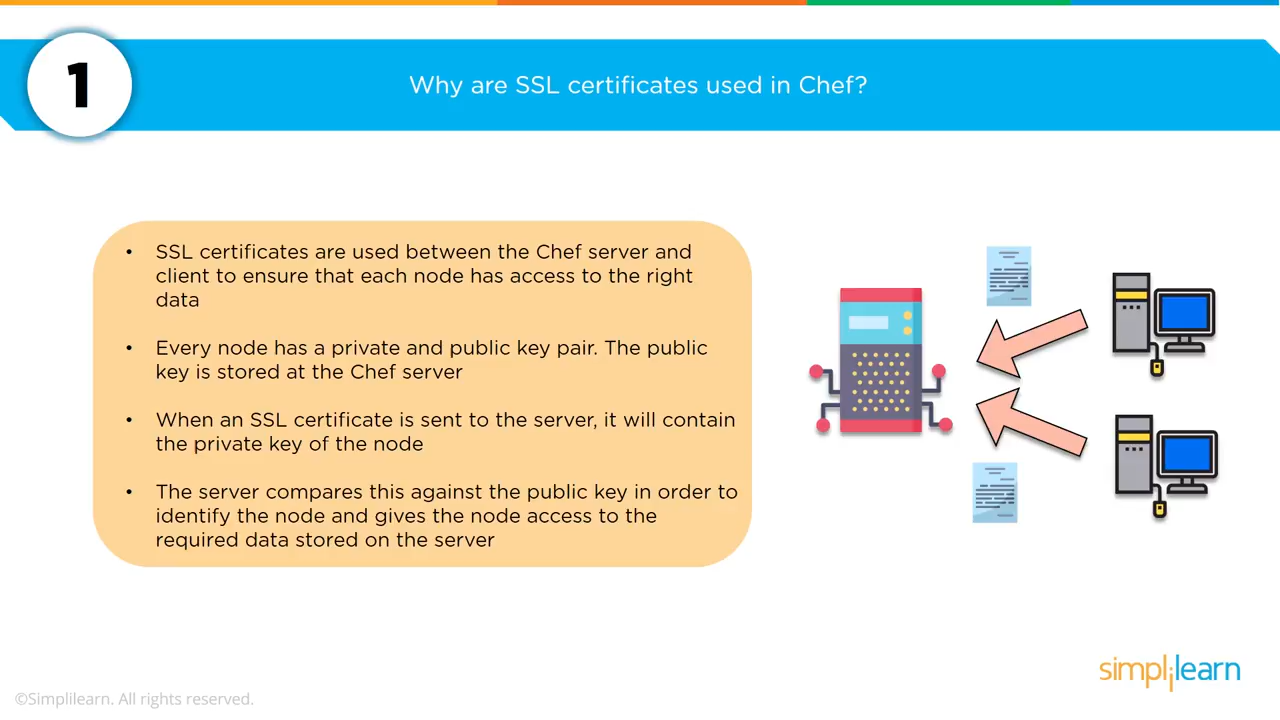 1
Why are SSL certificates used in Chef?
• SSL certificates are used between the Chef server and
client to ensure that each node has access to the right
data
• Every node has a private and public key pair. The public
key is stored at the Chef server
• When an SSL certificate is sent to the server, it will contain
the private key of the node
• The server compares this against the public key in order to
identify the node and gives the node access to the
required data stored on the server
simplilearn
©Simplilearn. All rights reserved.